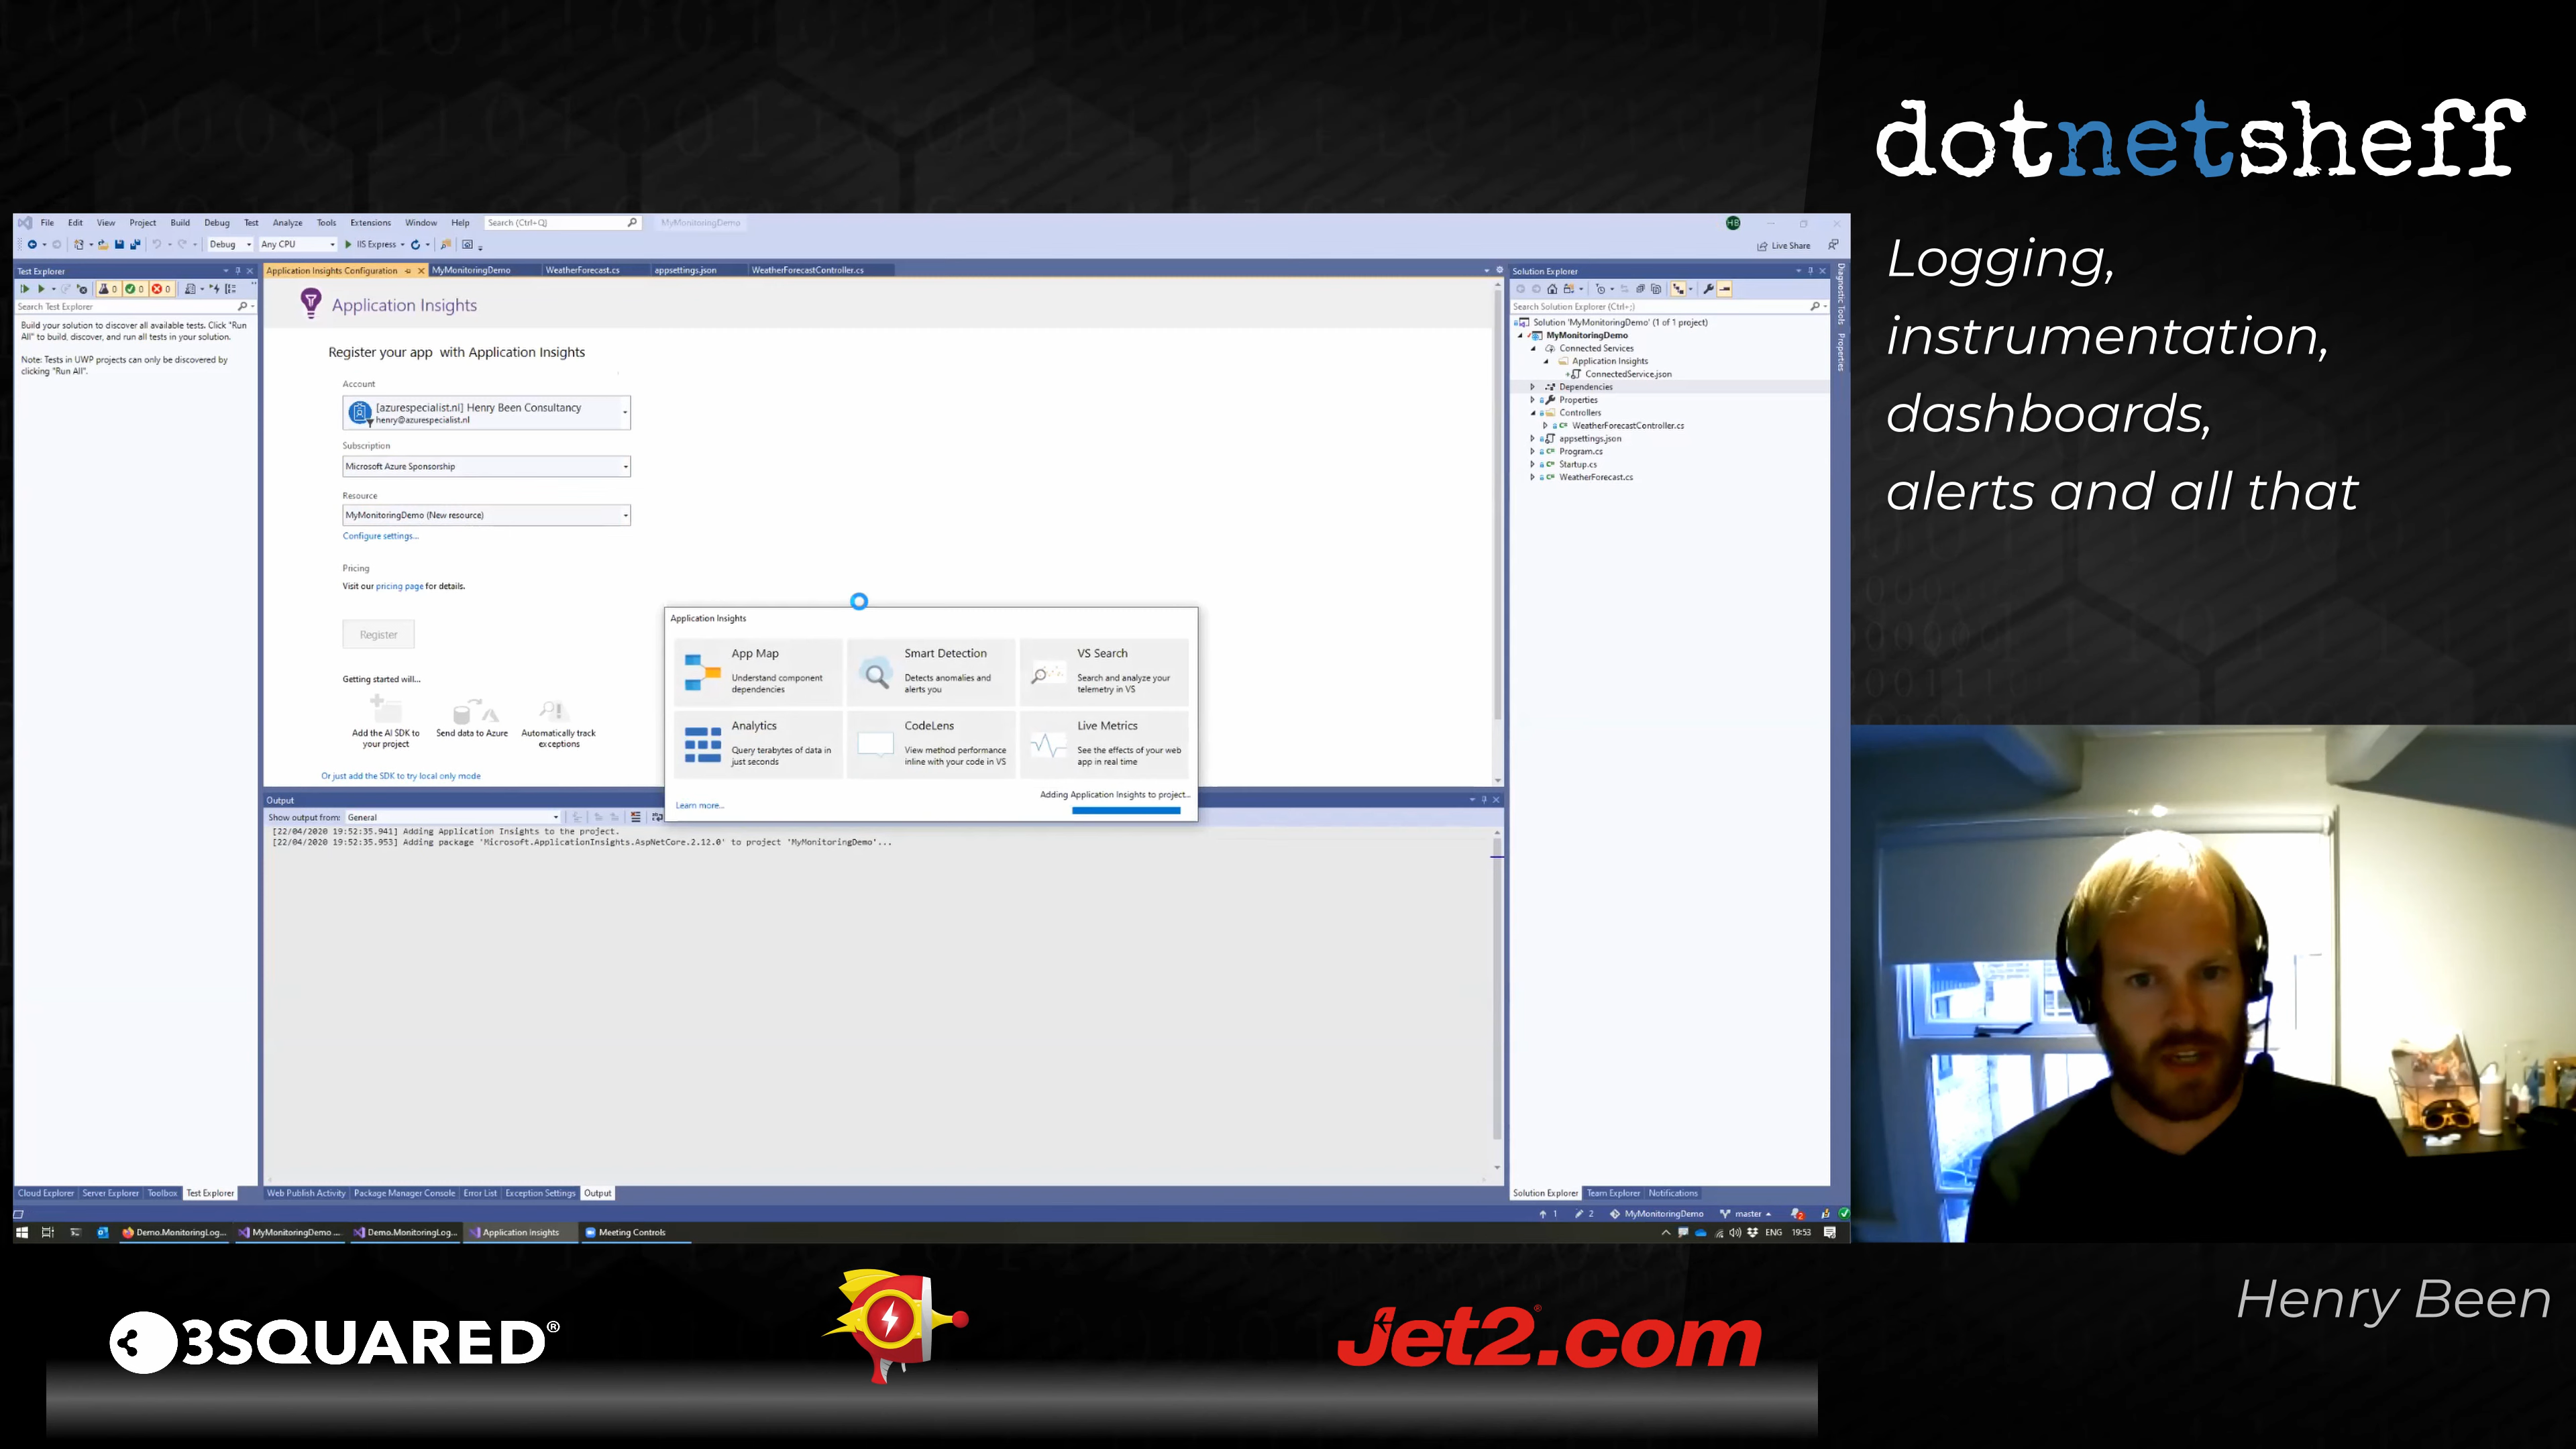 dotnetsheff
Logging,
instrumentation,
dashboards,
alerts and all that
File Edit View Project Build Debug Test Analyze Tools Extensions Window Help Search (Ctrl+Q) MyMonitoringDemo HB
Debug Any CPU IIS Express Live Share
Test Explorer
0 0 0
Search Test Explorer
Build your solution to discover all available tests. Click "Run
All" to build, discover, and run all tests in your solution.
Note: Tests in UWP projects can only be discovered by
clicking "Run All".
Application Insights Configuration MyMonitoringDemo WeatherForecast.cs appsettings.json WeatherForecastController.cs
Application Insights
Register your app with Application Insights
Account
[azurespecialist.nl] Henry Been Consultancy
henry@azurespecialist.nl
Subscription
Microsoft Azure Sponsorship
Resource
MyMonitoringDemo (New resource)
Configure settings...
Pricing
Visit our pricing page for details.
Register
Getting started will...
Add the AI SDK to
your project
Send data to Azure
Automatically track
exceptions
Or just add the SDK to try local only mode
Application Insights
App Map
Understand component
dependencies
Smart Detection
Detects anomalies and
alerts you
VS Search
Search and analyze your
telemetry in VS
Analytics
Query terabytes of data in
just seconds
CodeLens
View method performance
inline with your code in VS
Live Metrics
See the effects of your web
app in real time
Adding Application Insights to project...
Learn more...
Output
Show output from: General
[22/04/2020 19:52:35.941] Adding Application Insights to the project.
[22/04/2020 19:52:35.953] Adding package 'Microsoft.ApplicationInsights.AspNetCore.2.12.0' to project 'MyMonitoringDemo'...
Solution Explorer
Search Solution Explorer (Ctrl+;)
Solution 'MyMonitoringDemo' (1 of 1 project)
MyMonitoringDemo
Connected Services
Application Insights
ConnectedService.json
Dependencies
Properties
Controllers
WeatherForecastController.cs
appsettings.json
Program.cs
Startup.cs
WeatherForecast.cs
Diagnostic Tools
Properties
Cloud Explorer Server Explorer Toolbox Test Explorer
Web Publish Activity Package Manager Console Error List Exception Settings Output
Solution Explorer Team Explorer Notifications
1 2 MyMonitoringDemo master 2
Demo.MonitoringLog... MyMonitoringDemo ... Demo.MonitoringLog... Application Insights Meeting Controls
ENG 19:53
Henry Been
3SQUARED®
Jet2.com